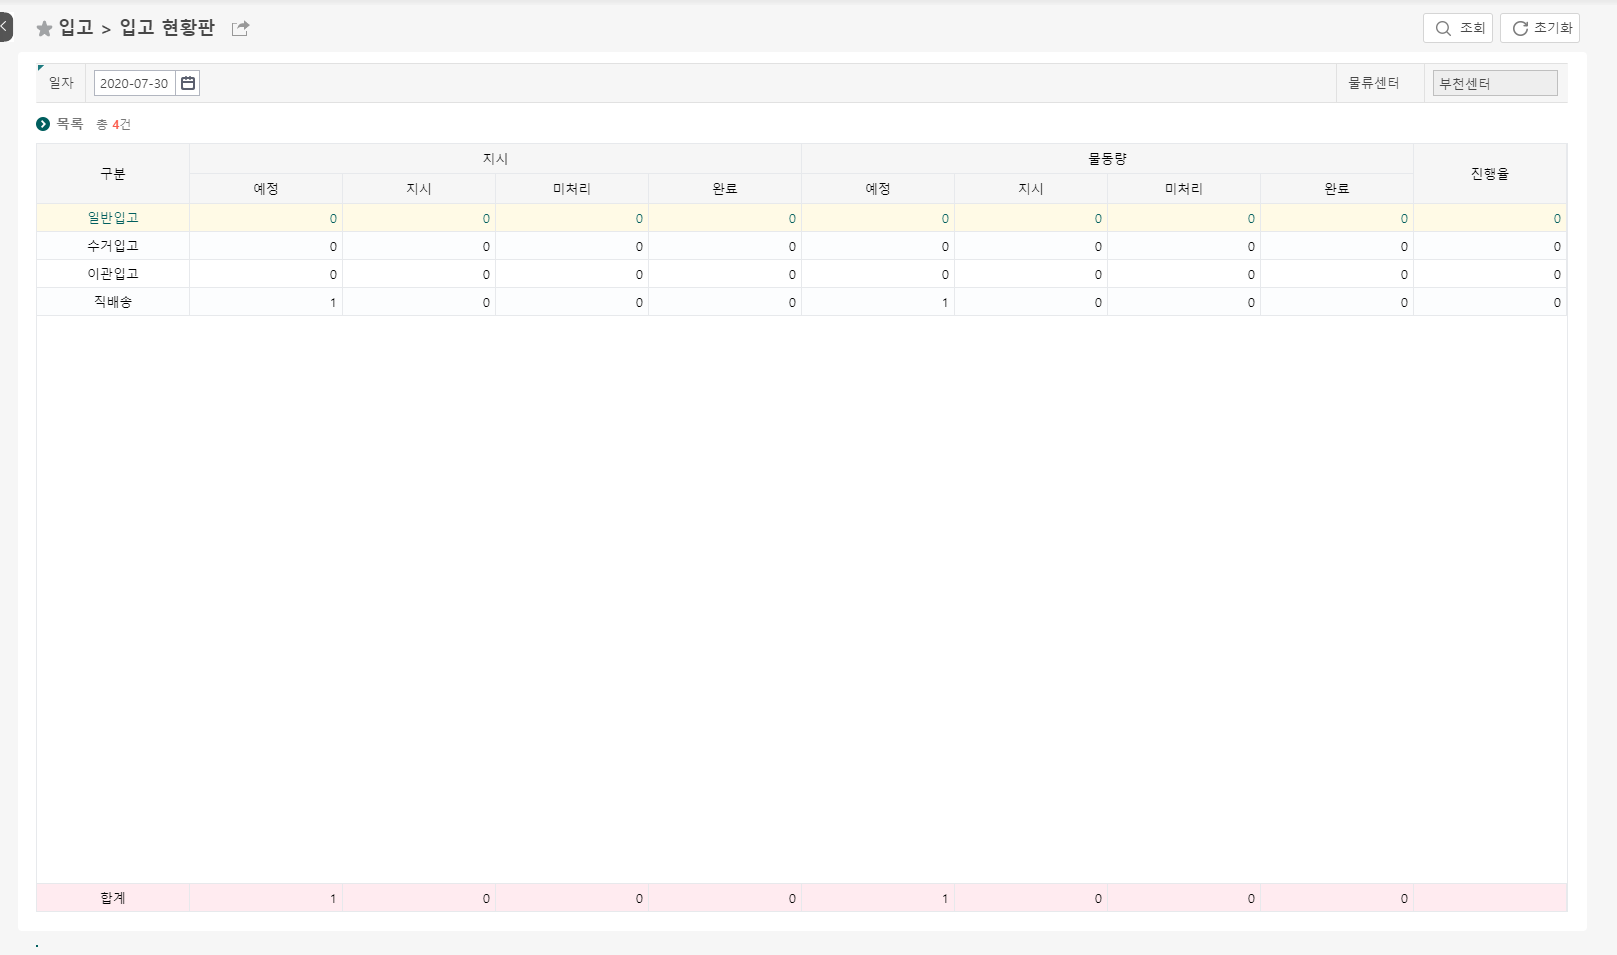 입고 > 입고 현황판
조회 초기화
일자 2020-07-30 물류센터 부천센터
목록 총 4건
구분 지시 물동량 진행율
예정 지시 미처리 완료 예정 지시 미처리 완료
일반입고 0 0 0 0 0 0 0 0 0
수거입고 0 0 0 0 0 0 0 0 0
이관입고 0 0 0 0 0 0 0 0 0
직배송 1 0 0 0 1 0 0 0 0
합계 1 0 0 0 1 0 0 0